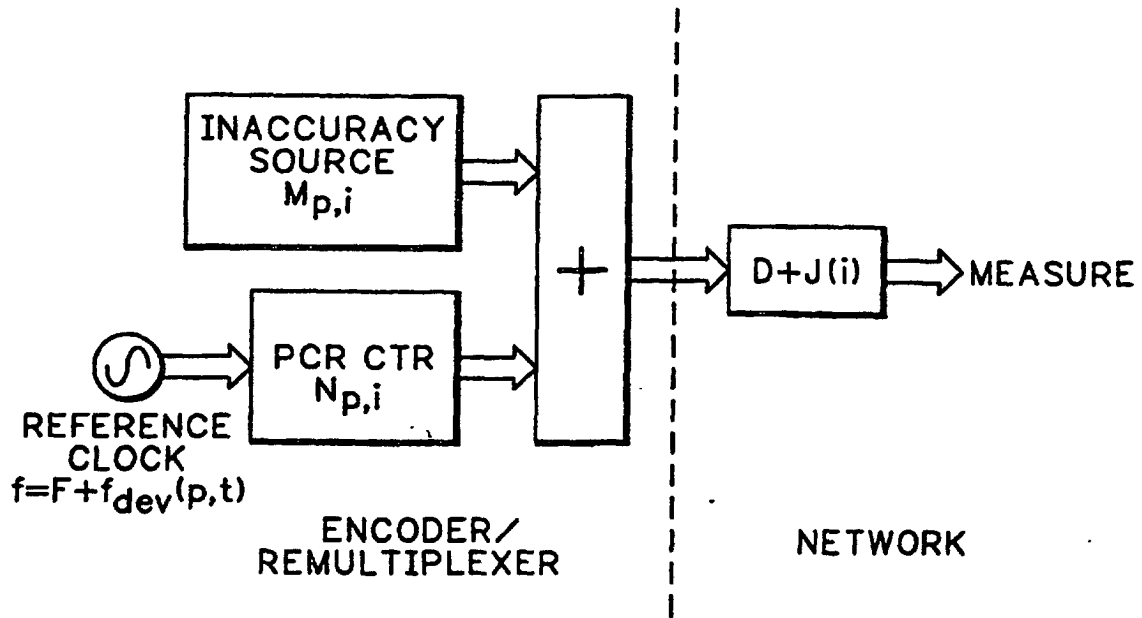 INACCURACY
SOURCE
Mp,i
+
D+J(i)
MEASURE
PCR CTR
Np,i
REFERENCE
CLOCK
f=F+fdev(p,t)
ENCODER/
REMULTIPLEXER
NETWORK